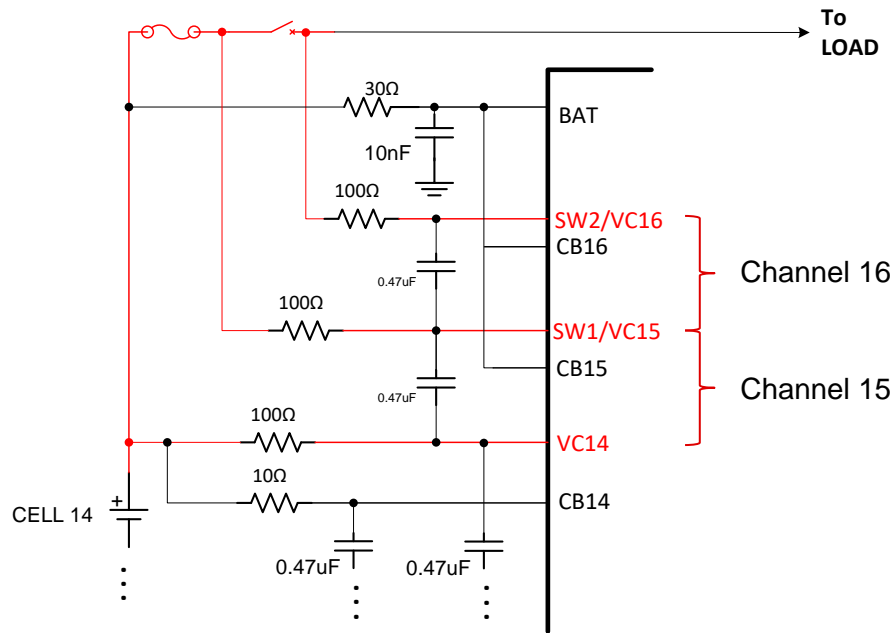 To
LOAD
30Ω
BAT
10nF
100Ω
SW2/VC16
CB16
Channel 16
0.47uF
100Ω
SW1/VC15
CB15
Channel 15
0.47uF
100Ω
VC14
10Ω
+
CELL 14
CB14
0.47uF
0.47uF